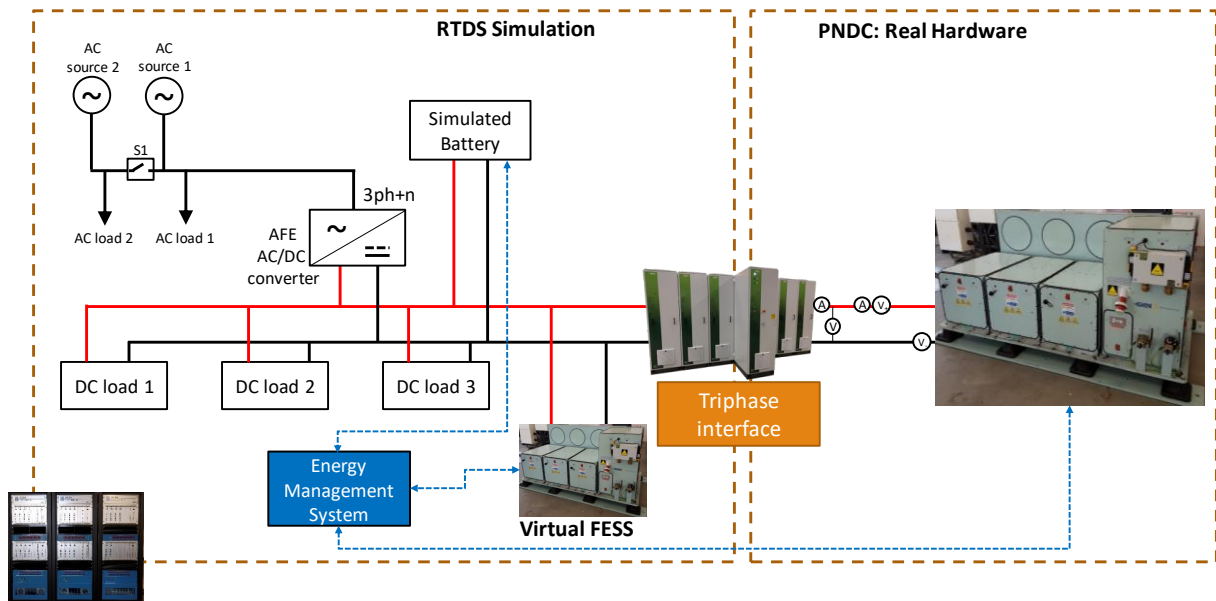 RTDS Simulation
PNDC: Real Hardware
AC
source 2
AC
source 1
S1
AC load 2
AC load 1
3ph+n
AFE
AC/DC
converter
Simulated
Battery
A
A
V
V
V
DC load 1
DC load 2
DC load 3
Triphase
interface
Energy
Management
System
Virtual FESS